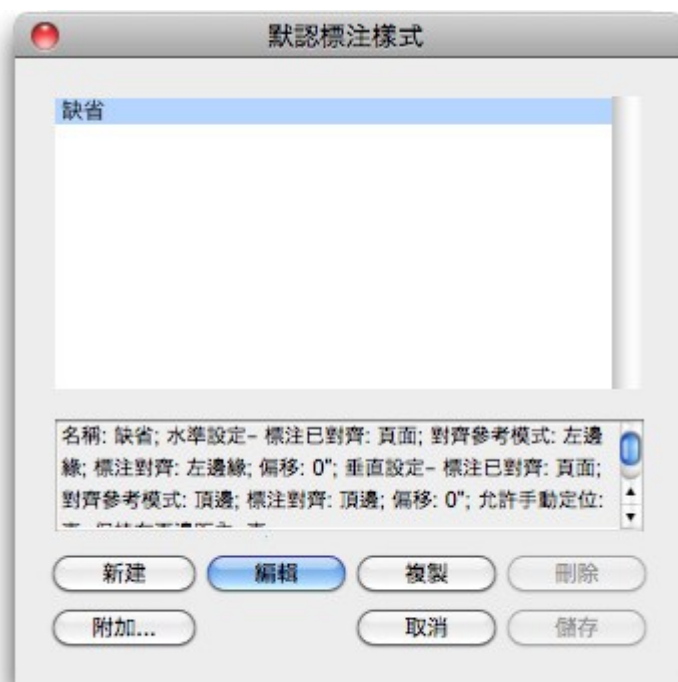 默認標注樣式
缺省
名稱: 缺省; 水準設定– 標注已對齊: 頁面; 對齊參考模式: 左邊
緣; 標注對齊: 左邊緣; 偏移: 0"; 垂直設定– 標注已對齊: 頁面;
對齊參考模式: 頂邊; 標注對齊: 頂邊; 偏移: 0"; 允許手動定位:
新建 編輯 複製 刪除
附加... 取消 儲存